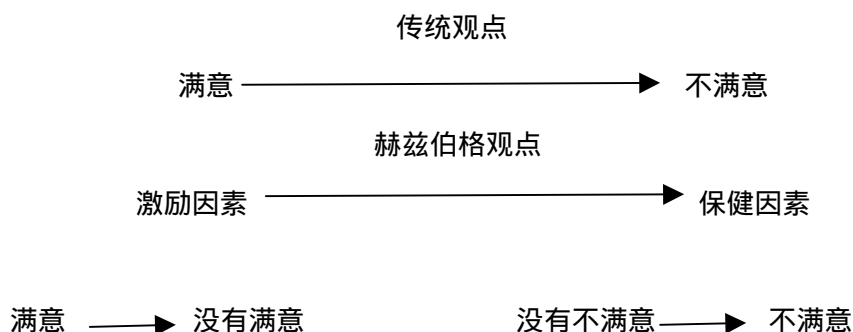 传统观点
满意 不满意
赫兹伯格观点
激励因素 保健因素
满意 没有满意 没有不满意 不满意